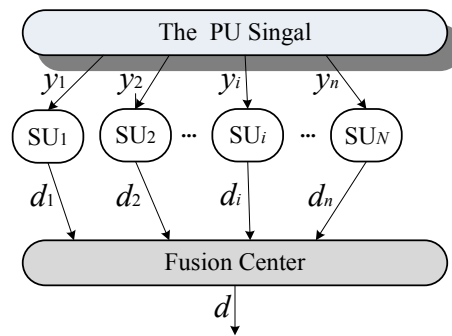 The PU Singal
y1 y2 yi yn
SU1 SU2 ... SUi ... SUN
d1 d2 di dn
Fusion Center
d